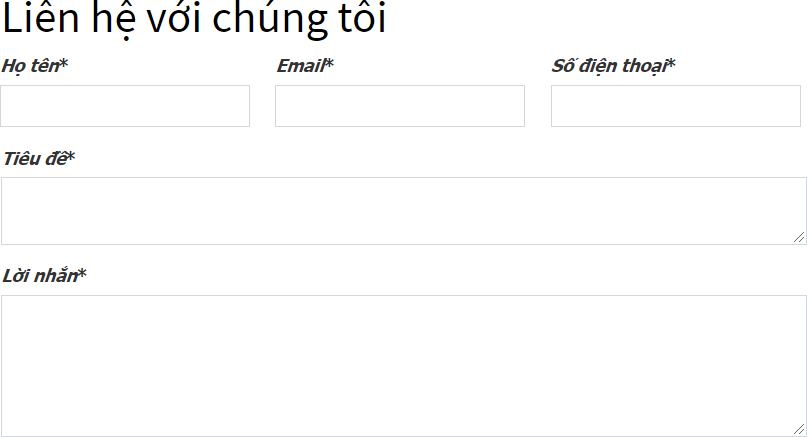 Liên hệ với chúng tôi
Họ tên* Email* Số điện thoại*
Tiêu đề*
Lời nhắn*